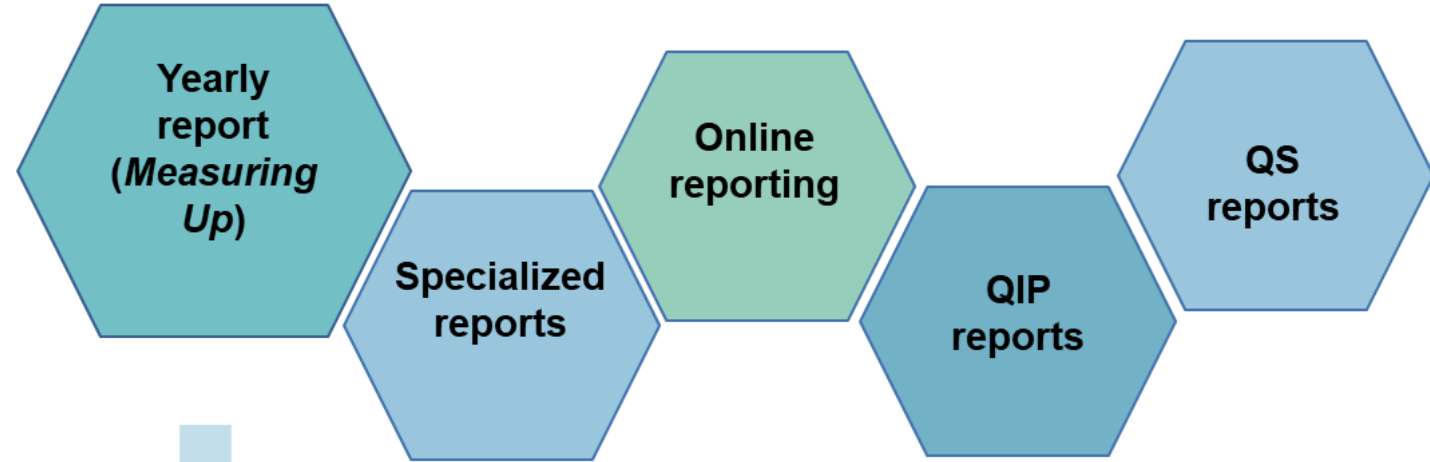 Yearly
report
(Measuring
Up)
Specialized
reports
Online
reporting
QIP
reports
QS
reports